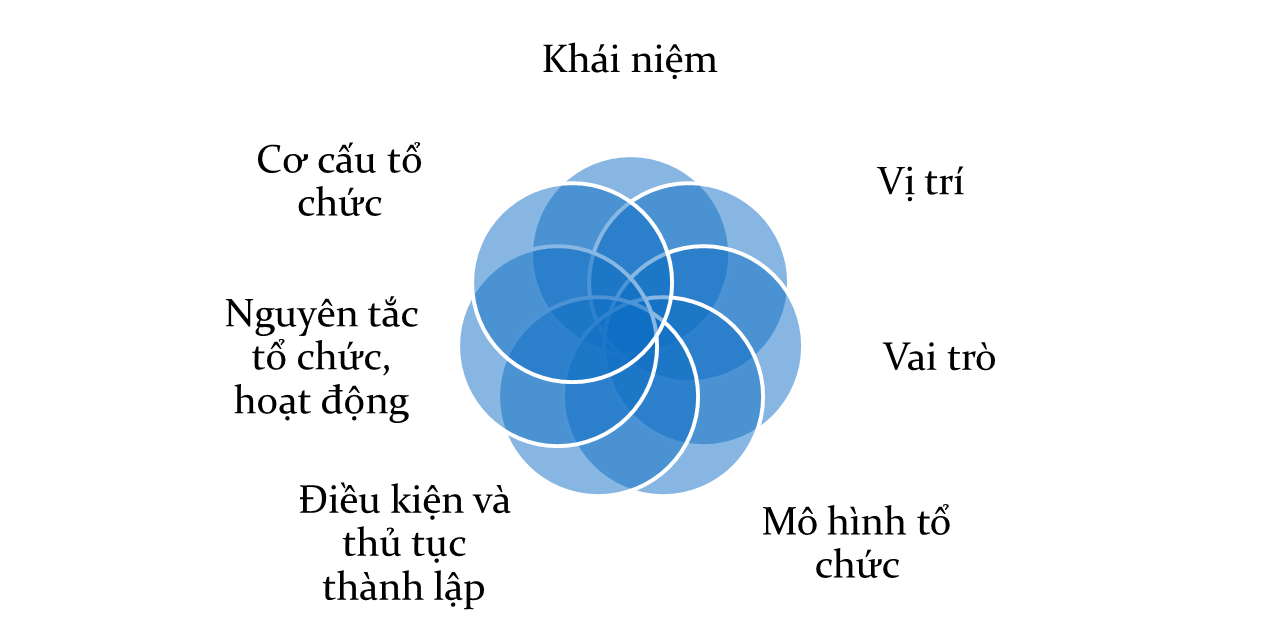 Khái niệm
Vị trí
Vai trò
Mô hình tổ
chức
Điều kiện và
thủ tục
thành lập
Nguyên tắc
tổ chức,
hoạt động
Cơ cấu tổ
chức